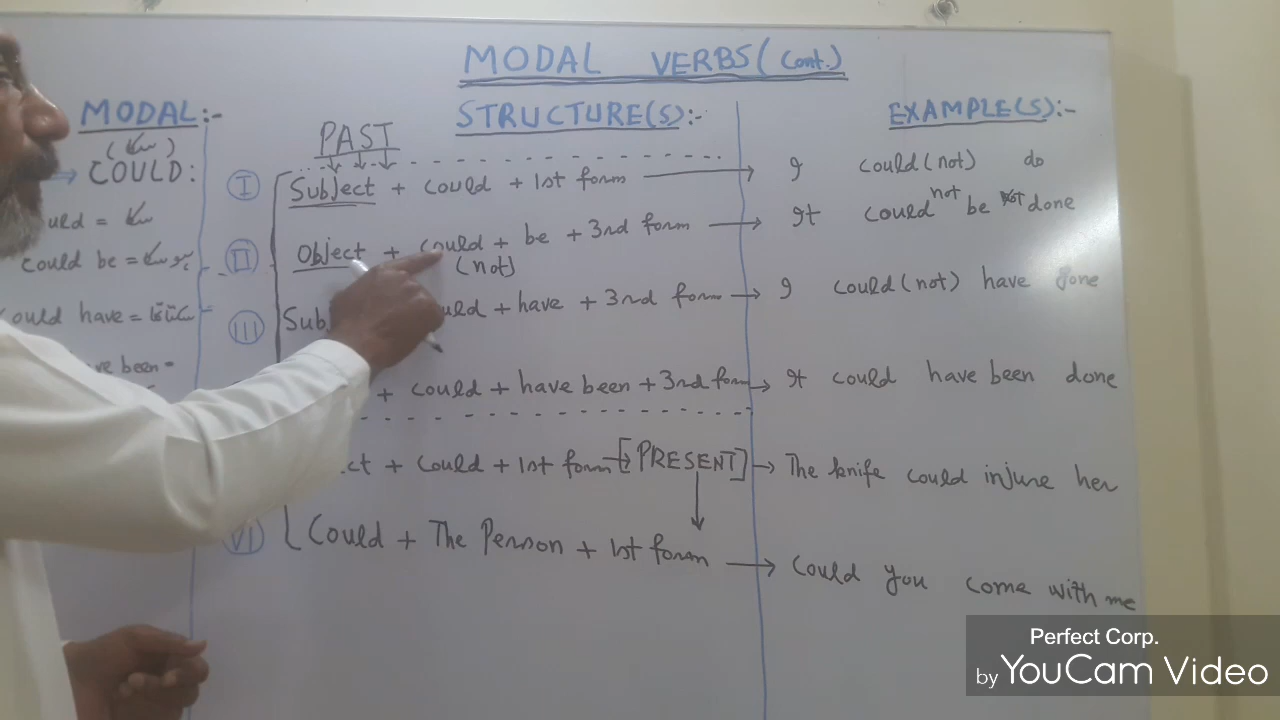 MODAL VERBS (Cont.)
MODAL:- STRUCTURE(S):- EXAMPLE(S):-
PAST
COULD:
I Subject + could + 1st form → I could (not) do
could be =
II Object + could + be + 3rd form → It could not be done
(not)
could have =
III + have + 3rd form → I could (not) have gone
been =
+ could + have been + 3rd form → It could have been done
+ could + 1st form → [PRESENT] → The knife could injure her
VI Could + The Person + 1st form → Could you come with me
Perfect Corp.
by YouCam Video